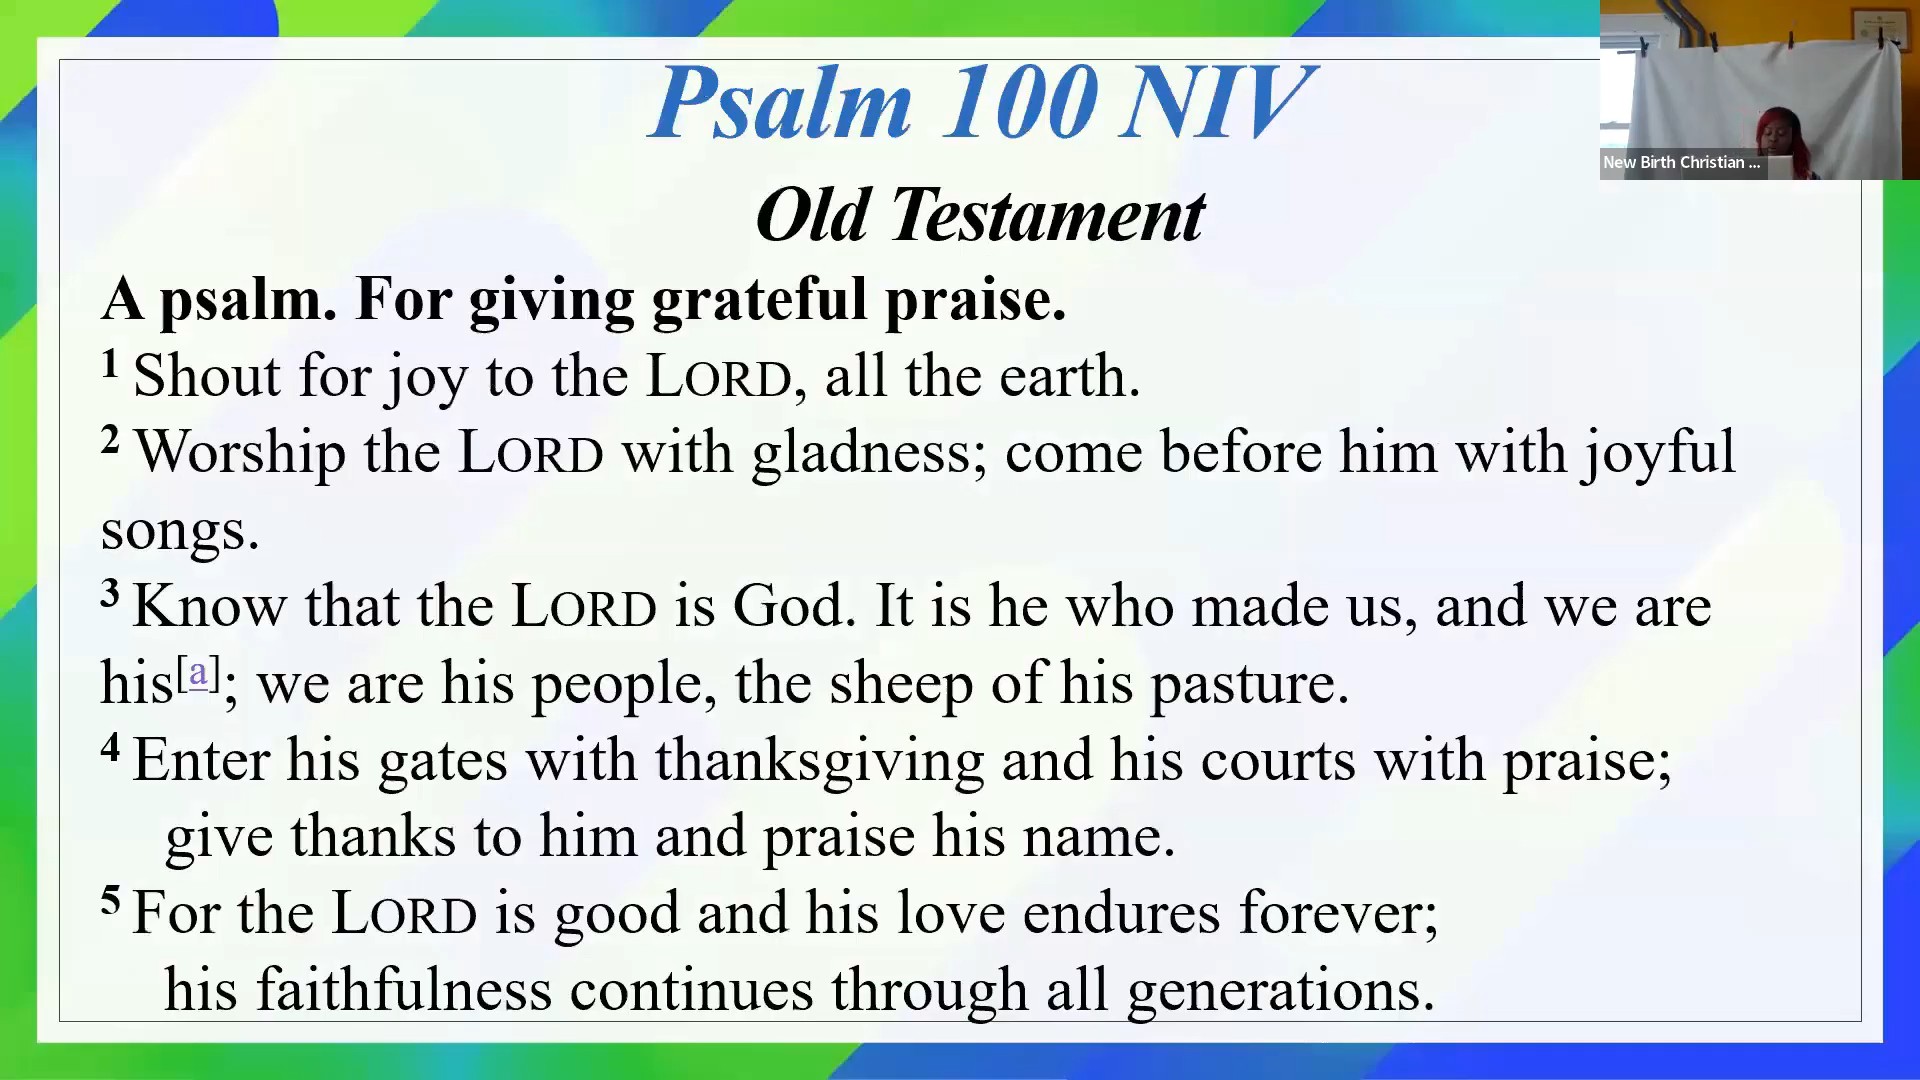 Psalm 100 NIV
New Birth Christian ...
Old Testament
A psalm. For giving grateful praise.
1 Shout for joy to the LORD, all the earth.
2 Worship the LORD with gladness; come before him with joyful
songs.
3 Know that the LORD is God. It is he who made us, and we are
his[a]; we are his people, the sheep of his pasture.
4 Enter his gates with thanksgiving and his courts with praise;
give thanks to him and praise his name.
5 For the LORD is good and his love endures forever;
his faithfulness continues through all generations.